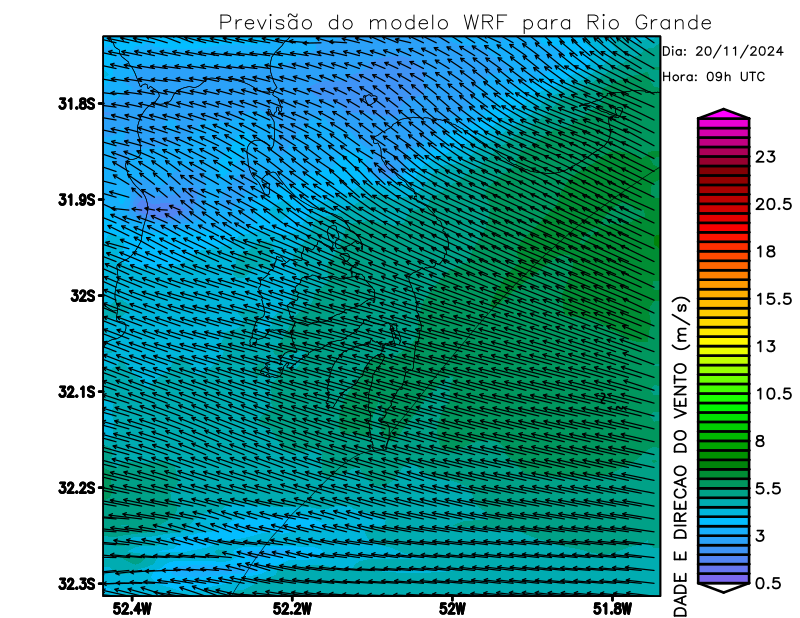 Previsão do modelo WRF para Rio Grande
Dia: 20/11/2024
Hora: 09h UTC
31.8S
31.9S
32S
32.1S
32.2S
32.3S
52.4W
52.2W
52W
51.8W
DADE E DIRECAO DO VENTO (m/s)
23
20.5
18
15.5
13
10.5
8
5.5
3
0.5